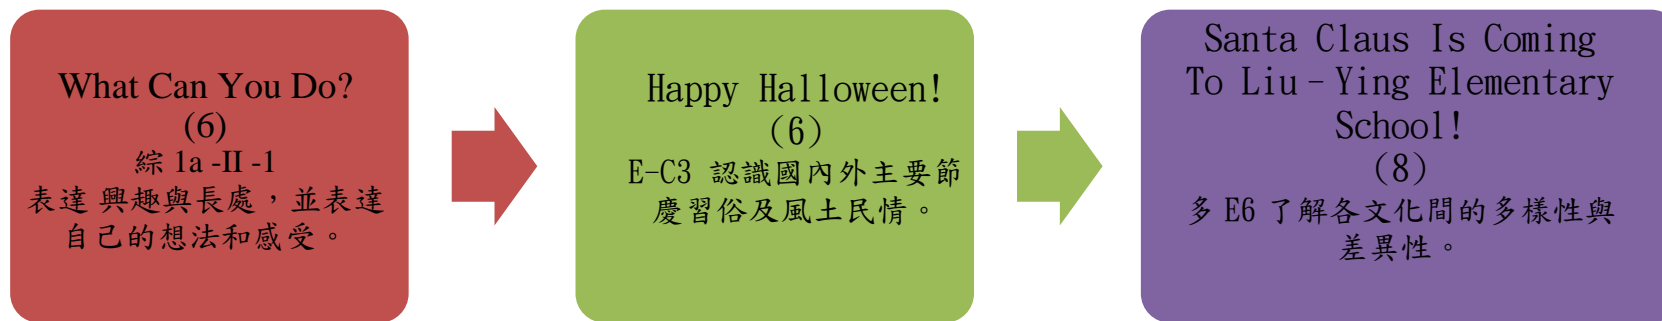 What Can You Do?
(6)
綜 1a -II -1
表達 興趣與長處，並表達
自己的想法和感受。
Happy Halloween!
(6)
E-C3 認識國內外主要節
慶習俗及風土民情。
Santa Claus Is Coming
To Liu–Ying Elementary
School!
(8)
多 E6 了解各文化間的多樣性與
差異性。